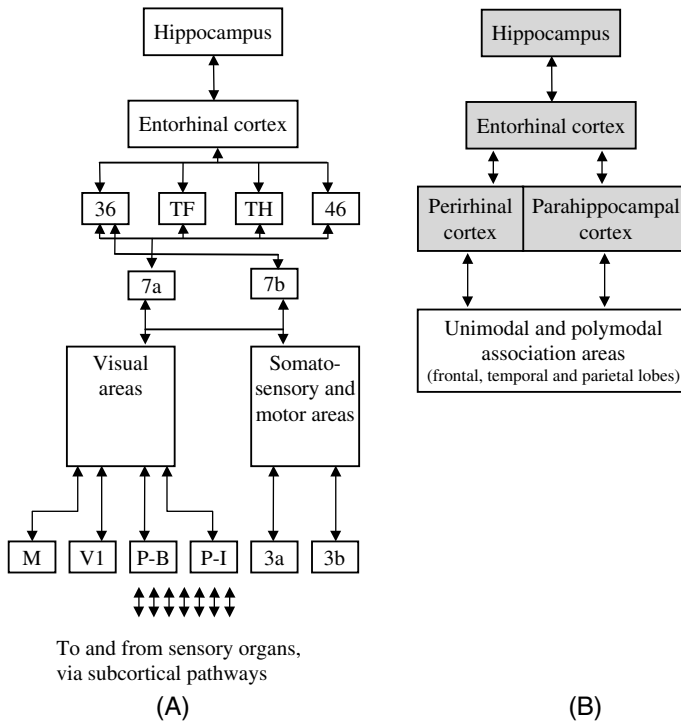 Hippocampus
Entorhinal cortex
36
TF
TH
46
7a
7b
Visual
areas
Somato-
sensory and
motor areas
M
V1
P-B
P-I
3a
3b
To and from sensory organs,
via subcortical pathways
(A)
Hippocampus
Entorhinal cortex
Perirhinal
cortex
Parahippocampal
cortex
Unimodal and polymodal
association areas
(frontal, temporal and parietal lobes)
(B)